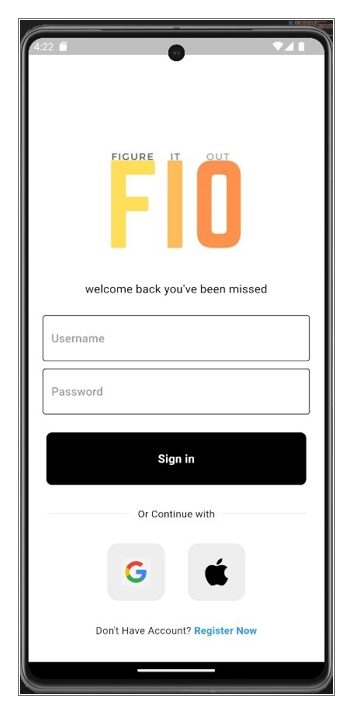 4:22
FIGURE IT OUT
FIO
welcome back you've been missed
Username
Password
Sign in
Or Continue with
G
Don't Have Account? Register Now